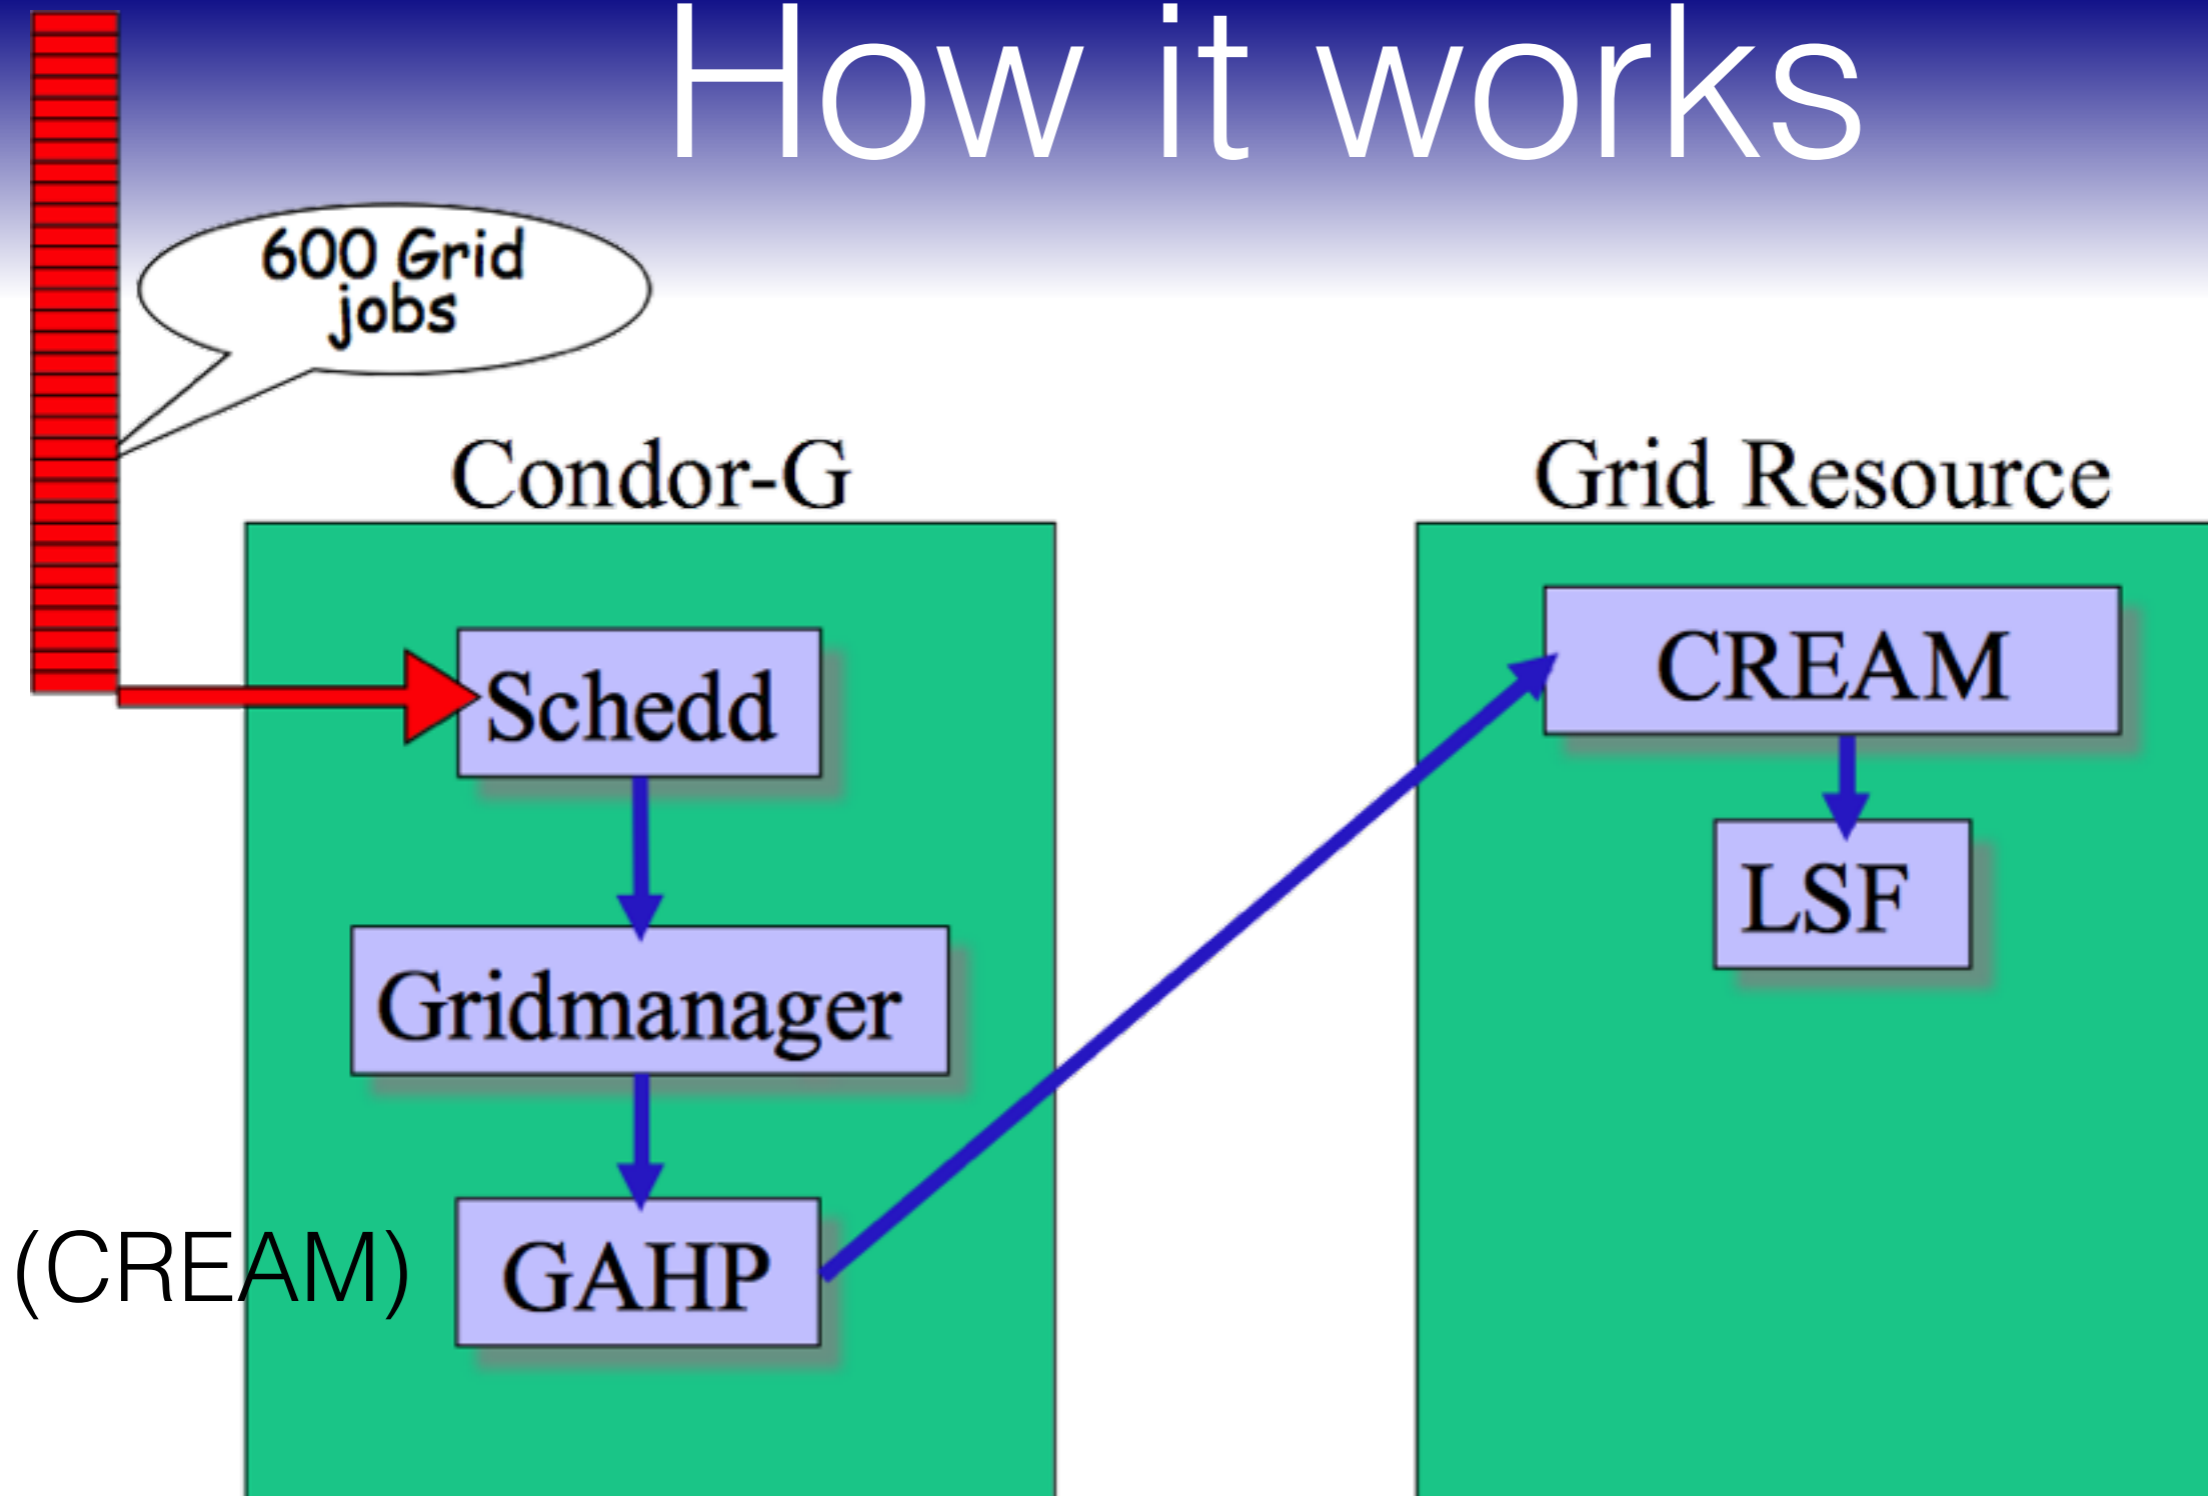 How it works
600 Grid
jobs
Condor-G
Grid Resource
Schedd
CREAM
LSF
Gridmanager
(CREAM)
GAHP